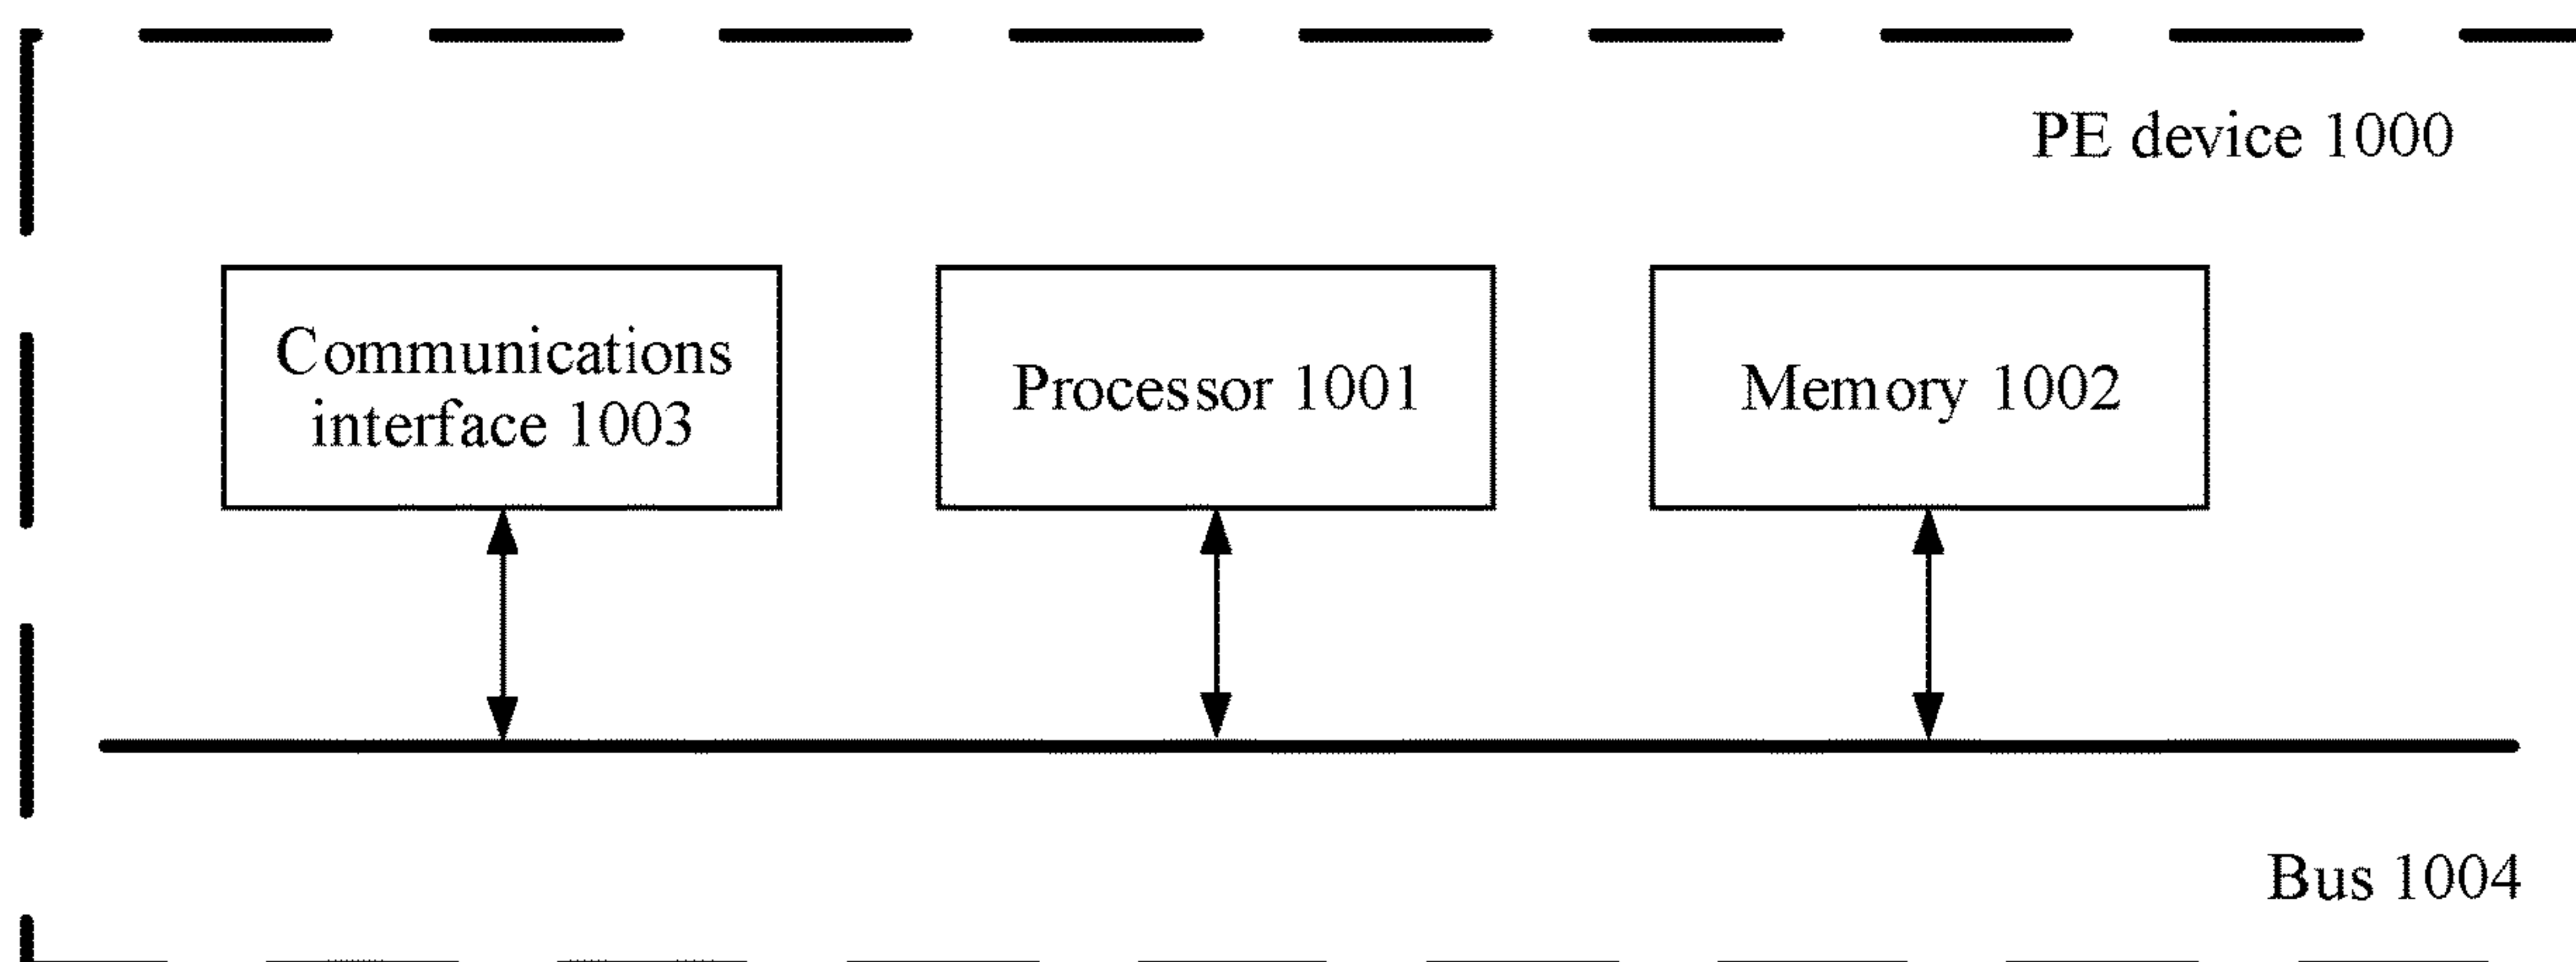 PE device 1000
Communications
interface 1003
Processor 1001
Memory 1002
Bus 1004